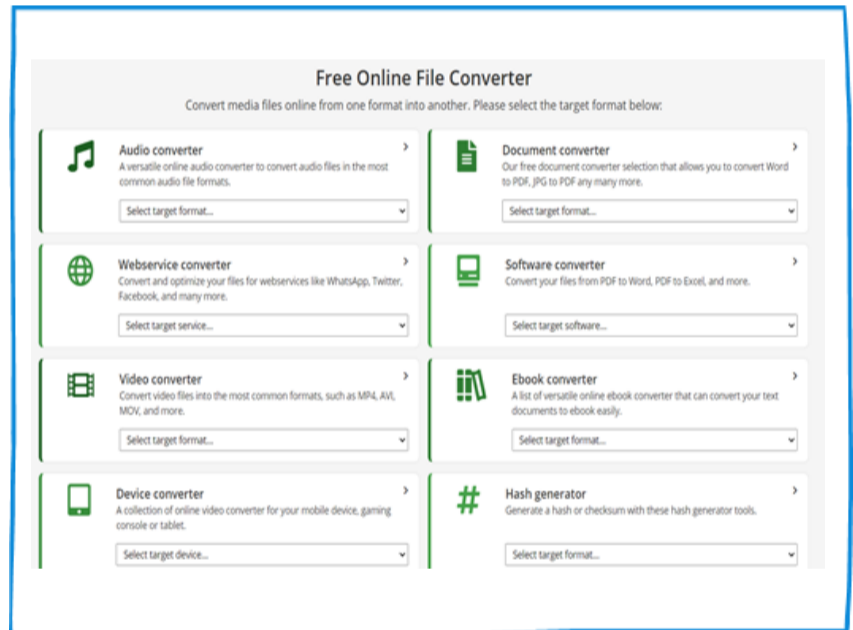 Free Online File Converter
Convert media files online from one format into another. Please select the target format below:
Audio converter
A versatile online audio converter to convert audio files in the most
common audio file formats.
Select target format...
Document converter
Our free document converter selection that allows you to convert Word
to PDF, JPG to PDF any many more.
Select target format...
Webservice converter
Convert and optimize your files for webservices like WhatsApp, Twitter,
Facebook, and many more.
Select target service...
Software converter
Convert your files from PDF to Word, PDF to Excel, and more.
Select target software...
Video converter
Convert video files into the most common formats, such as MP4, AVI,
MOV, and more.
Select target format...
Ebook converter
A list of versatile online ebook converter that can convert your text
documents to ebook easily.
Select target format...
Device converter
A collection of online video converter for your mobile device, gaming
console or tablet.
Select target device...
Hash generator
Generate a hash or checksum with these hash generator tools.
Select target format...